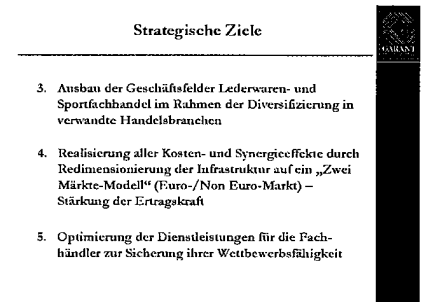 Strategische Ziele
GARANT
3. Ausbau der Geschäftsfelder Lederwaren- und
Sportfachhandel im Rahmen der Diversifizierung in
verwandte Handelsbranchen
4. Realisierung aller Kosten- und Synergieeffekte durch
Redimensionierung der Infrastruktur auf ein „Zwei
Märkte-Modell“ (Euro-/Non Euro-Markt) –
Stärkung der Ertragskraft
5. Optimierung der Dienstleistungen für die Fach-
händler zur Sicherung ihrer Wettbewerbsfähigkeit